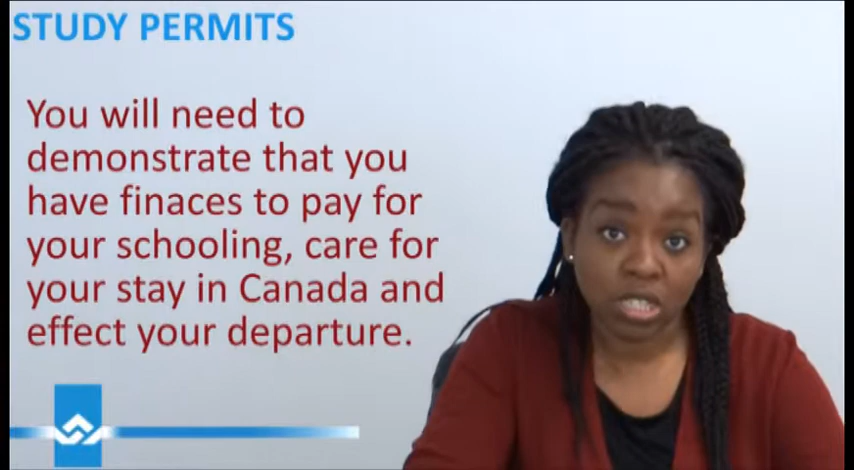 STUDY PERMITS
You will need to
demonstrate that you
have finaces to pay for
your schooling, care for
your stay in Canada and
effect your departure.